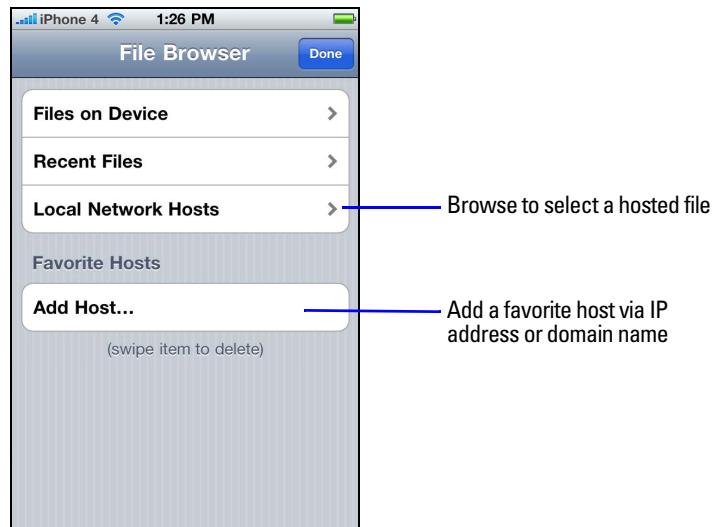 iPhone 4 1:26 PM
File Browser Done
Files on Device
Recent Files
Local Network Hosts
Browse to select a hosted file
Favorite Hosts
Add Host...
Add a favorite host via IP
address or domain name
(swipe item to delete)